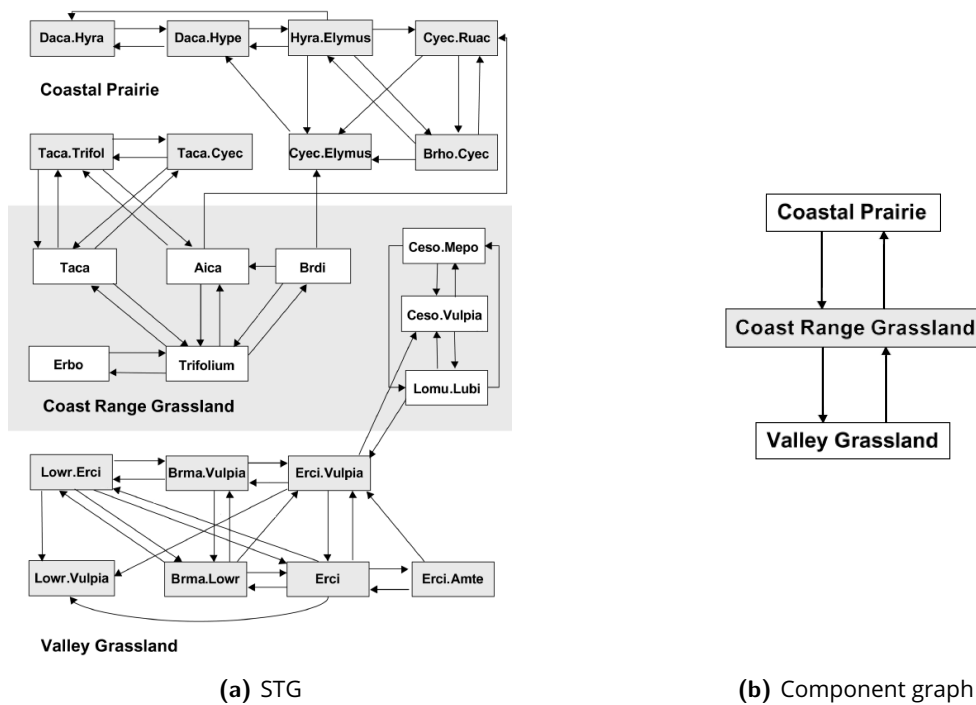 Daca.Hyra Daca.Hype Hyra.Elymus Cyec.Ruac
Coastal Prairie
Taca.Trifol Taca.Cyec Cyec.Elymus Brho.Cyec
Ceso.Mepo
Taca Aica Brdi
Ceso.Vulpia
Erbo Trifolium
Lomu.Lubi
Coast Range Grassland
Lowr.Erci Brma.Vulpia Erci.Vulpia
Lowr.Vulpia Brma.Lowr Erci Erci.Amte
Valley Grassland
(a) STG
Coastal Prairie
Coast Range Grassland
Valley Grassland
(b) Component graph